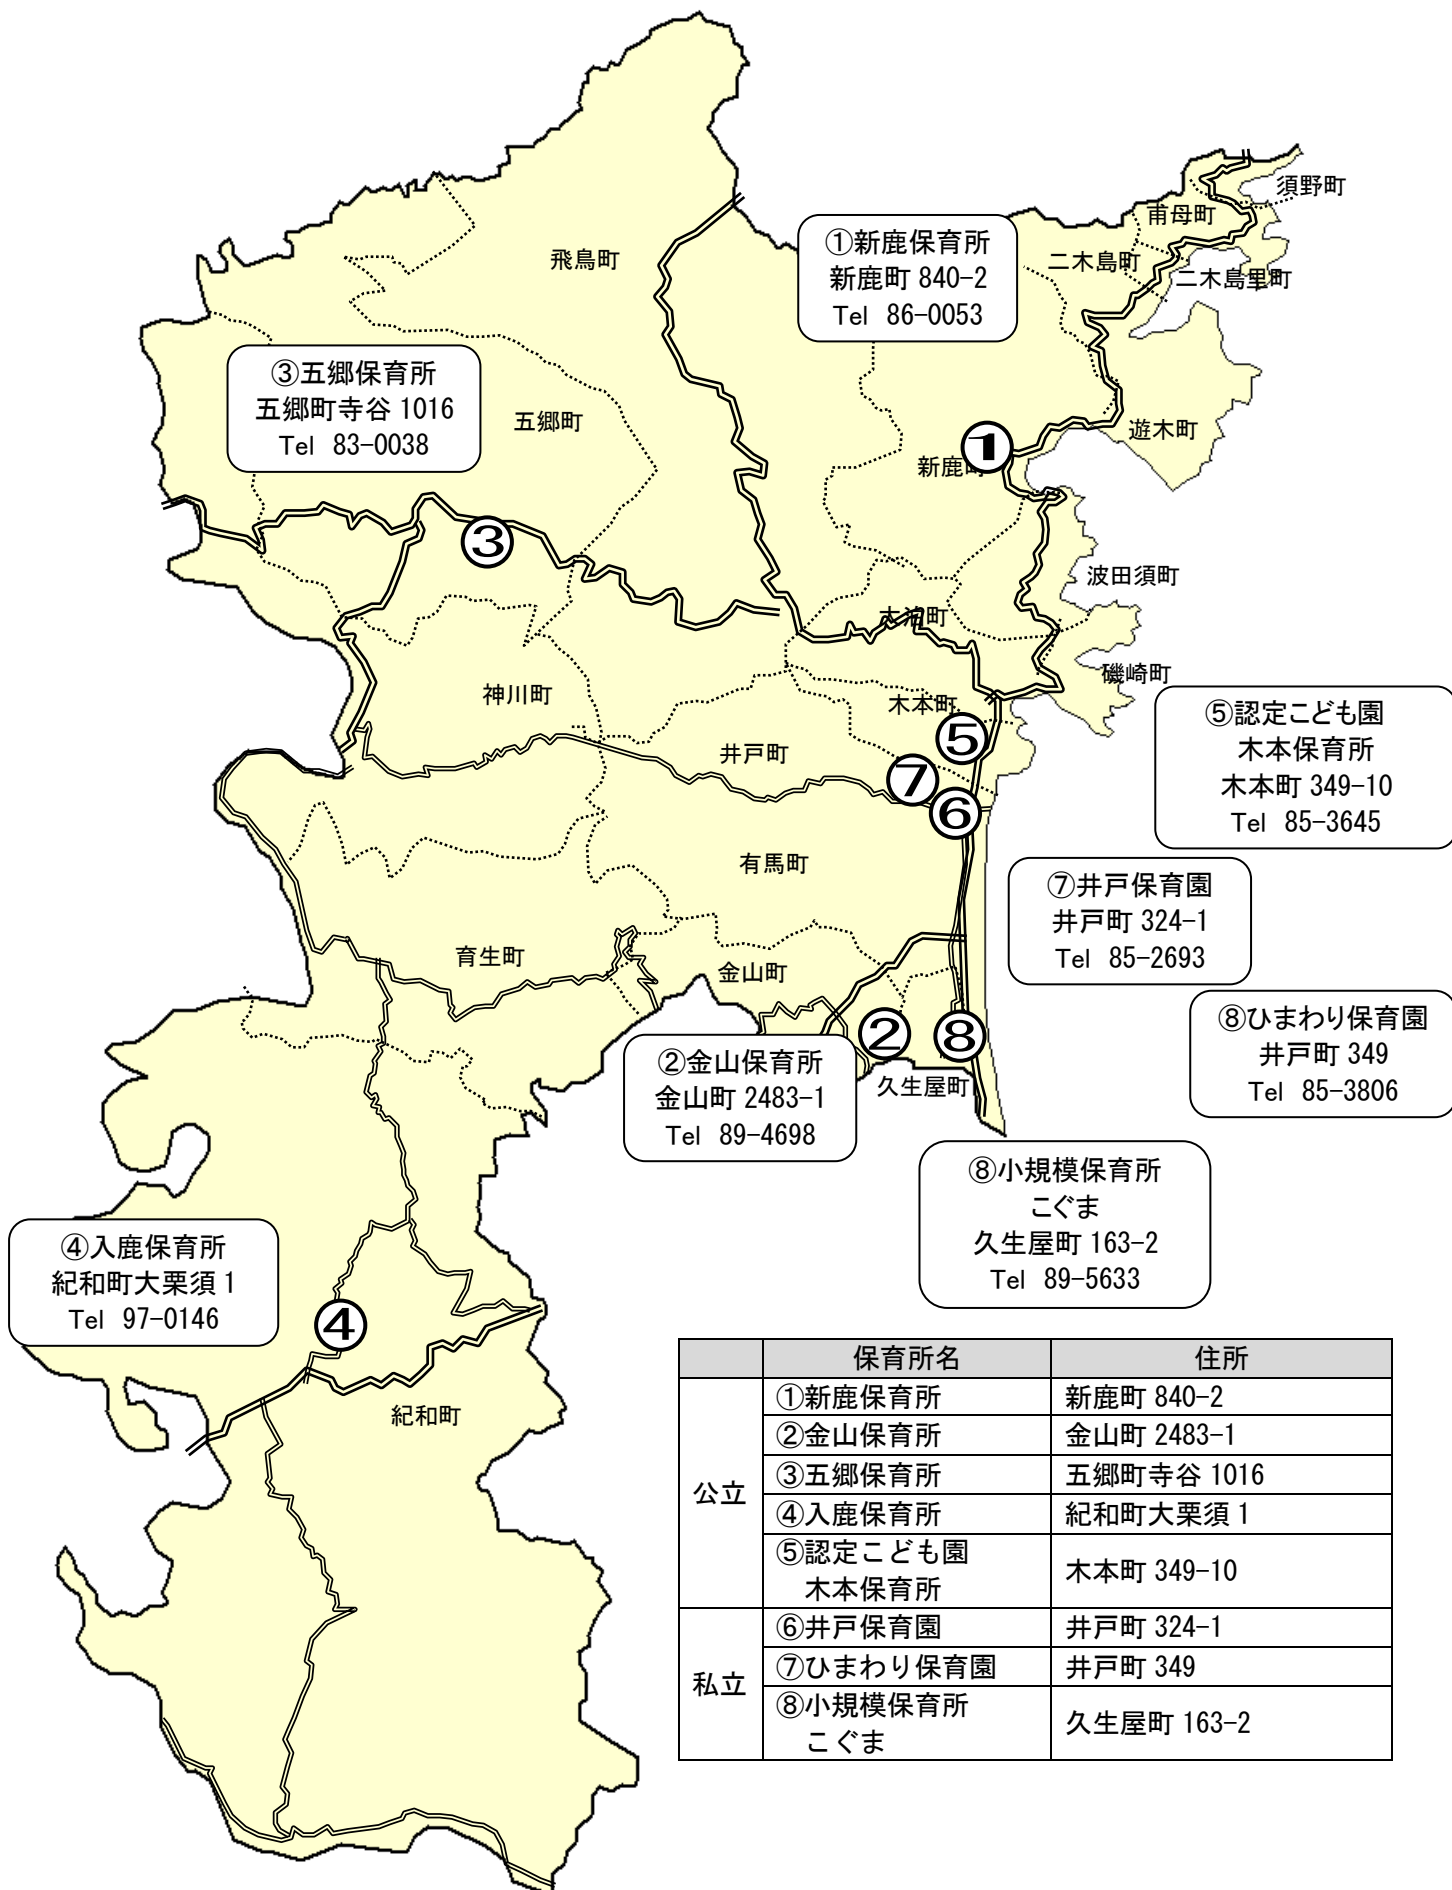 須野町
甫母町
二木島町
二木島里町
飛鳥町
①新鹿保育所
新鹿町 840-2
Tel 86-0053
③五郷保育所
五郷町寺谷 1016
Tel 83-0038
五郷町
遊木町
新鹿町
1
3
波田須町
大泊町
磯崎町
神川町
木本町
5
⑤認定こども園
木本保育所
木本町 349-10
Tel 85-3645
井戸町
7
6
有馬町
⑦井戸保育園
井戸町 324-1
Tel 85-2693
育生町
金山町
⑧ひまわり保育園
井戸町 349
Tel 85-3806
2
8
②金山保育所
金山町 2483-1
Tel 89-4698
久生屋町
⑧小規模保育所
こぐま
久生屋町 163-2
Tel 89-5633
④入鹿保育所
紀和町大栗須 1
Tel 97-0146
4
紀和町
保育所名 住所
公立
①新鹿保育所 新鹿町 840-2
②金山保育所 金山町 2483-1
③五郷保育所 五郷町寺谷 1016
④入鹿保育所 紀和町大栗須 1
⑤認定こども園
木本保育所 木本町 349-10
私立
⑥井戸保育園 井戸町 324-1
⑦ひまわり保育園 井戸町 349
⑧小規模保育所
こぐま 久生屋町 163-2